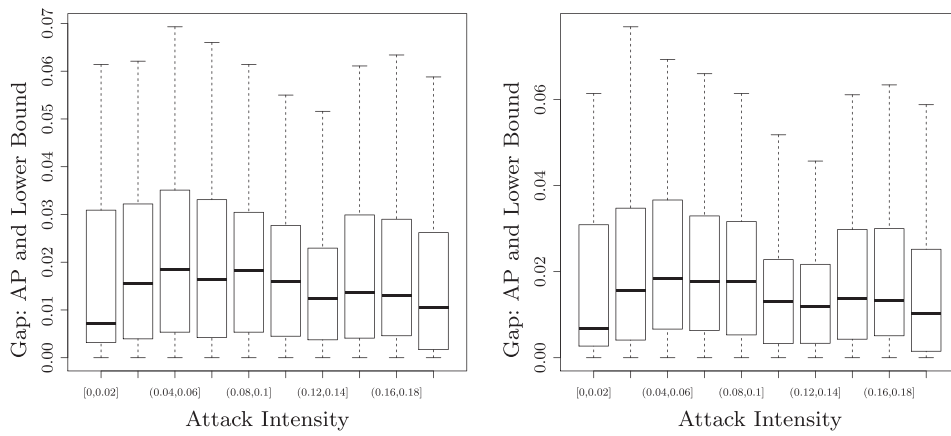 Gap: AP and Lower Bound
0.07
0.06
0.05
0.04
0.03
0.02
0.01
0.00
[0,0.02] (0.04,0.06] (0.08,0.1] (0.12,0.14] (0.16,0.18]
Attack Intensity
Gap: AP and Lower Bound
0.06
0.04
0.02
0.00
[0,0.02] (0.04,0.06] (0.08,0.1] (0.12,0.14] (0.16,0.18]
Attack Intensity